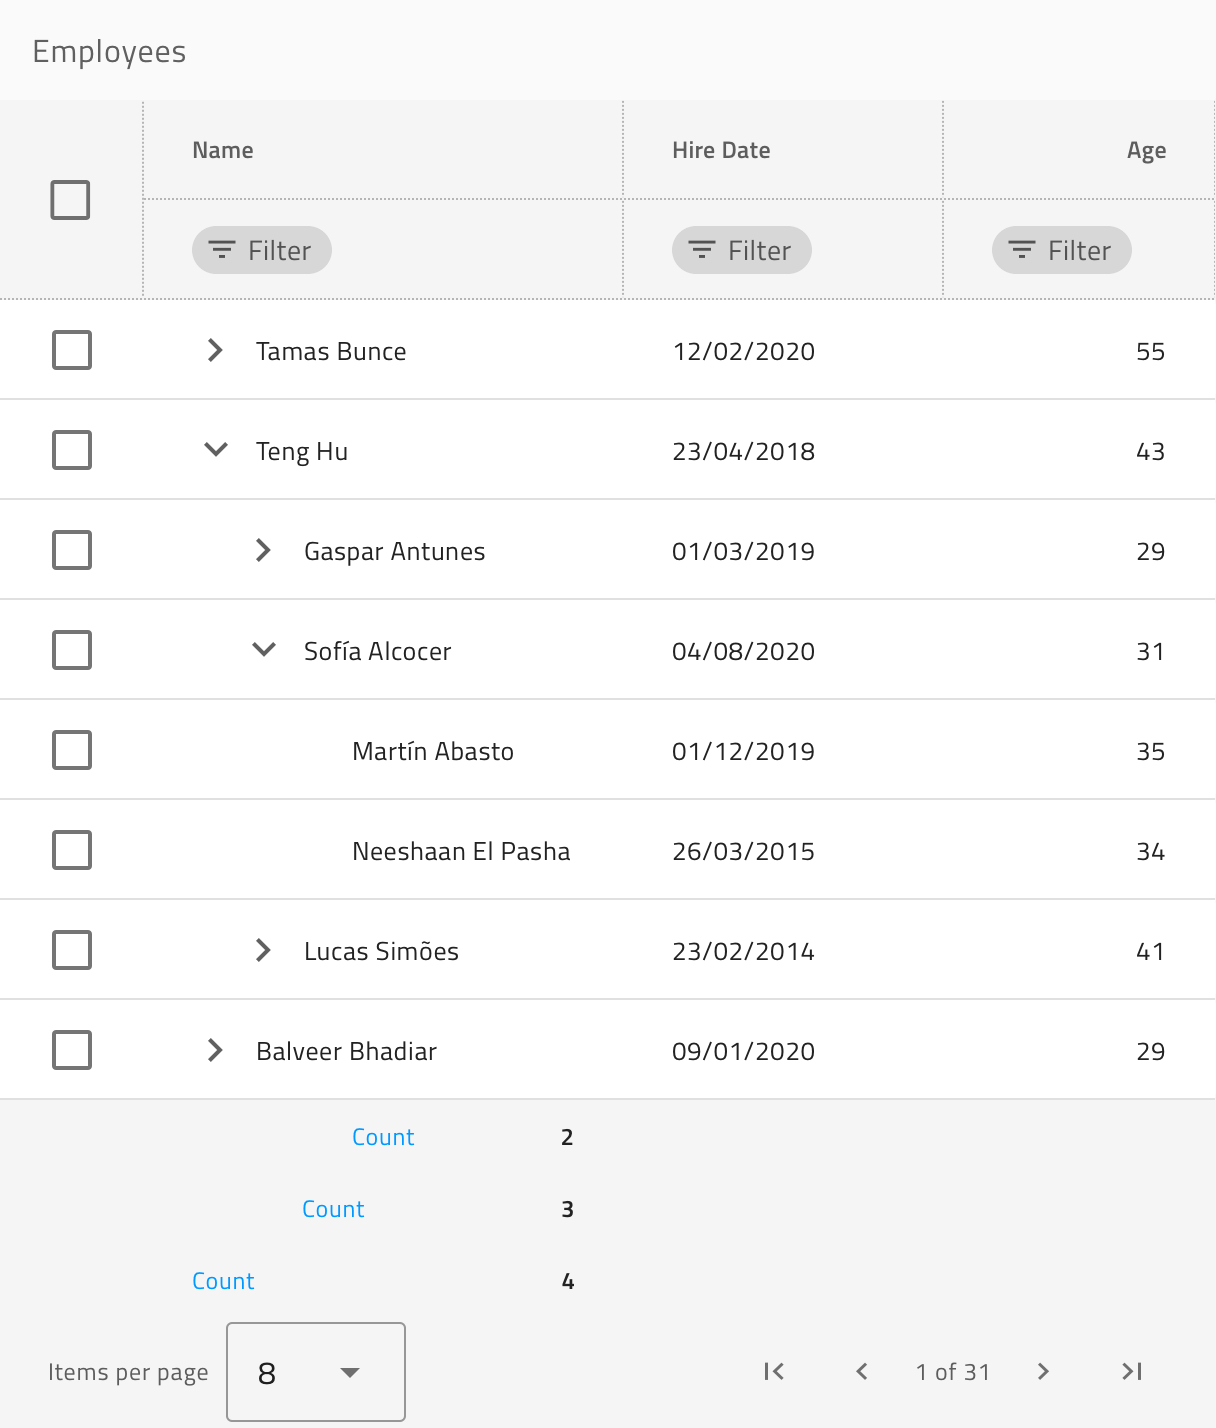 Employees
Name Hire Date Age
Filter Filter Filter
Tamas Bunce 12/02/2020 55
Teng Hu 23/04/2018 43
Gaspar Antunes 01/03/2019 29
Sofía Alcocer 04/08/2020 31
Martín Abasto 01/12/2019 35
Neeshaan El Pasha 26/03/2015 34
Lucas Simões 23/02/2014 41
Balveer Bhadiar 09/01/2020 29
Count 2
Count 3
Count 4
Items per page 8 1 of 31